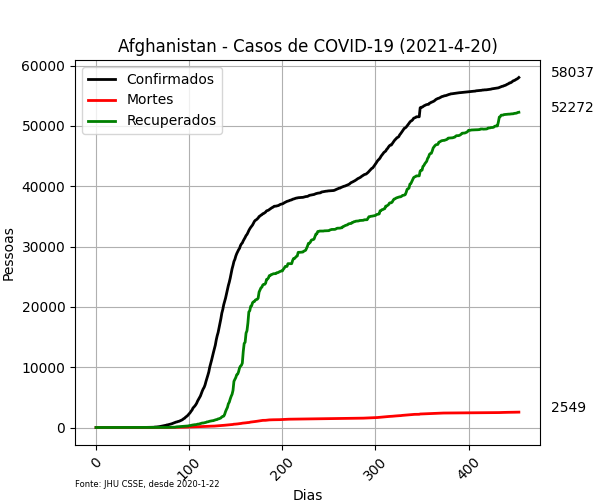 Afghanistan - Casos de COVID-19 (2021-4-20)
Confirmados
Mortes
Recuperados
60000
50000
40000
30000
20000
10000
0
Pessoas
58037
52272
2549
0
100
200
300
400
Fonte: JHU CSSE, desde 2020-1-22
Dias